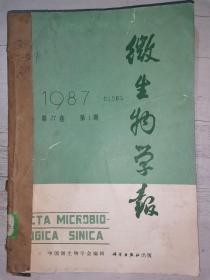 微生物学报
1987
第27卷 第1期
ACTA MICROBIO-
LOGICA SINICA
中国微生物学会编辑 科学出版社出版